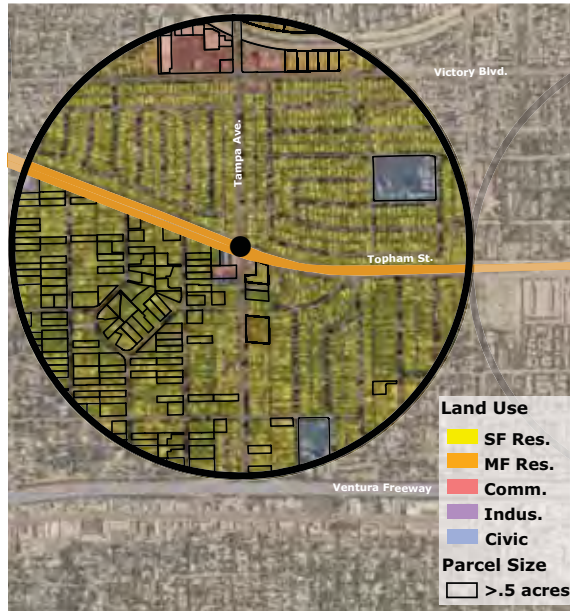 Victory Blvd.
Tampa Ave.
Topham St.
Ventura Freeway
Land Use
SF Res.
MF Res.
Comm.
Indus.
Civic
Parcel Size
>.5 acres